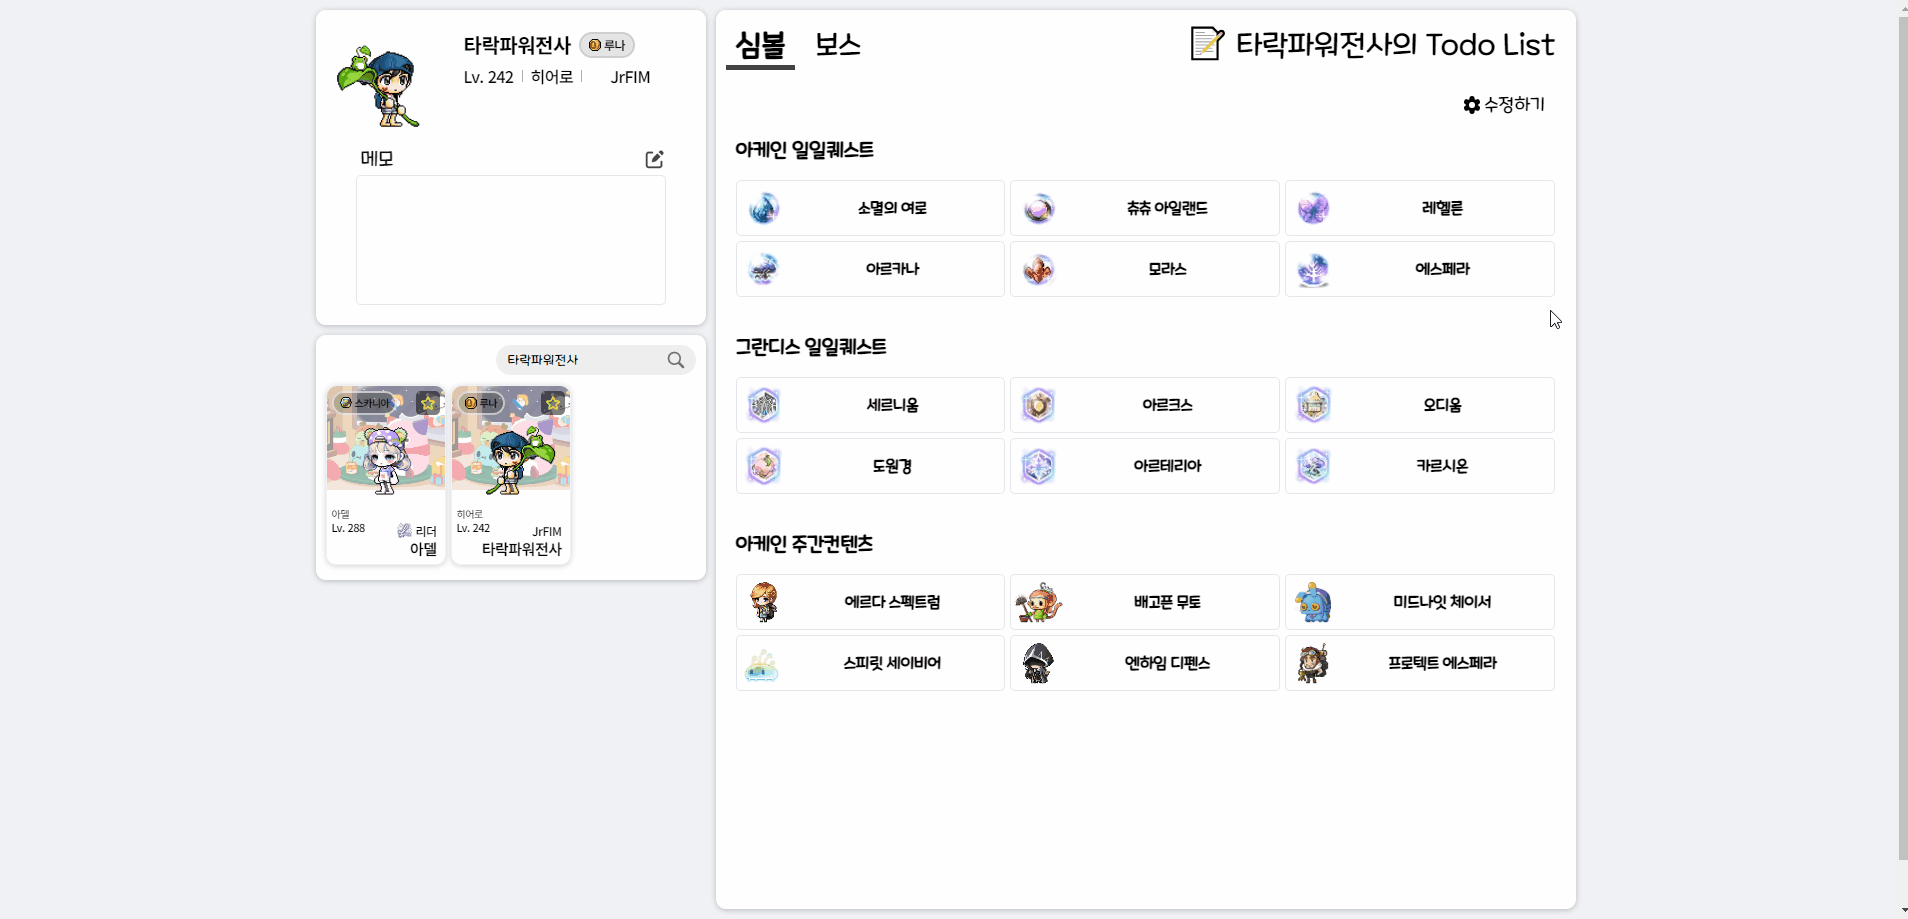 타락파워전사 루나
Lv. 242 히어로 JrFIM
메모
타락파워전사
스카니아
아델
Lv. 288
리더
아델
루나
히어로
Lv. 242
JrFIM
타락파워전사
심볼 보스
타락파워전사의 Todo List
수정하기
아케인 일일퀘스트
소멸의 여로 츄츄 아일랜드 레헬른
아르카나 모라스 에스페라
그란디스 일일퀘스트
세르니움 아르크스 오디움
도원경 아르테리아 카르시온
아케인 주간컨텐츠
에르다 스펙트럼 배고픈 무토 미드나잇 체이서
스피릿 세이비어 엔하임 디펜스 프로텍트 에스페라